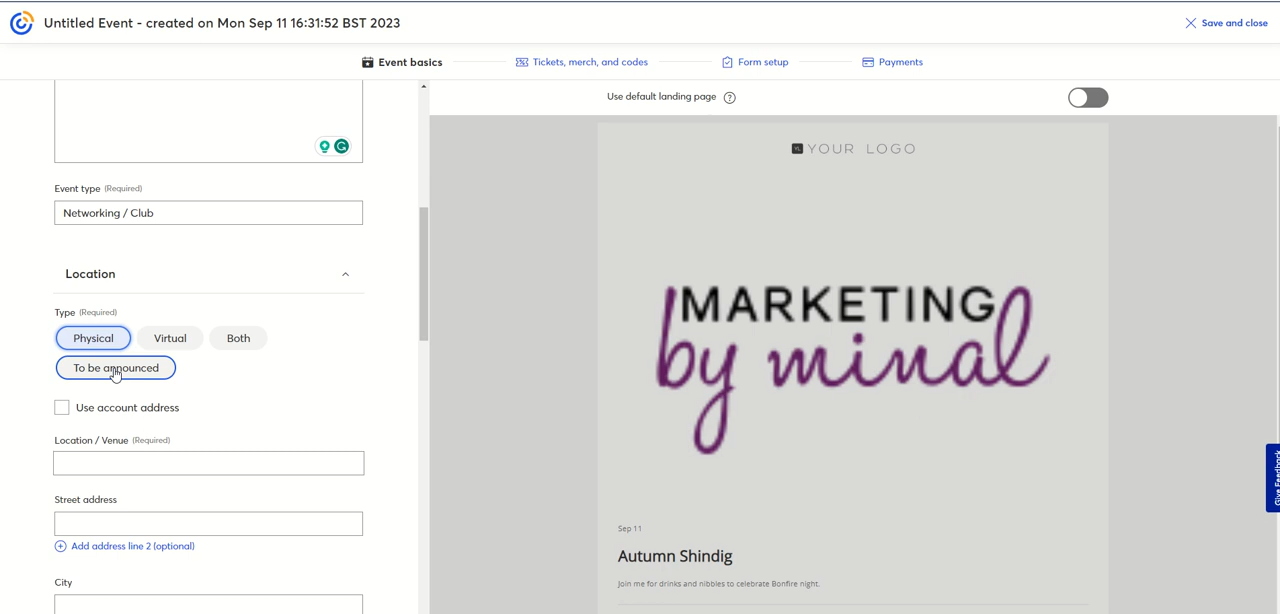 Untitled Event - created on Mon Sep 11 16:31:52 BST 2023
Save and close
Event basics
Tickets, merch, and codes
Form setup
Payments
Use default landing page ?
YL YOUR LOGO
Event type (Required)
Networking / Club
Location
Type (Required)
Physical
Virtual
Both
To be announced
Use account address
Location / Venue (Required)
Street address
Add address line 2 (optional)
City
MARKETING
by minal
Sep 11
Autumn Shindig
Join me for drinks and nibbles to celebrate Bonfire night.
Give Feedback